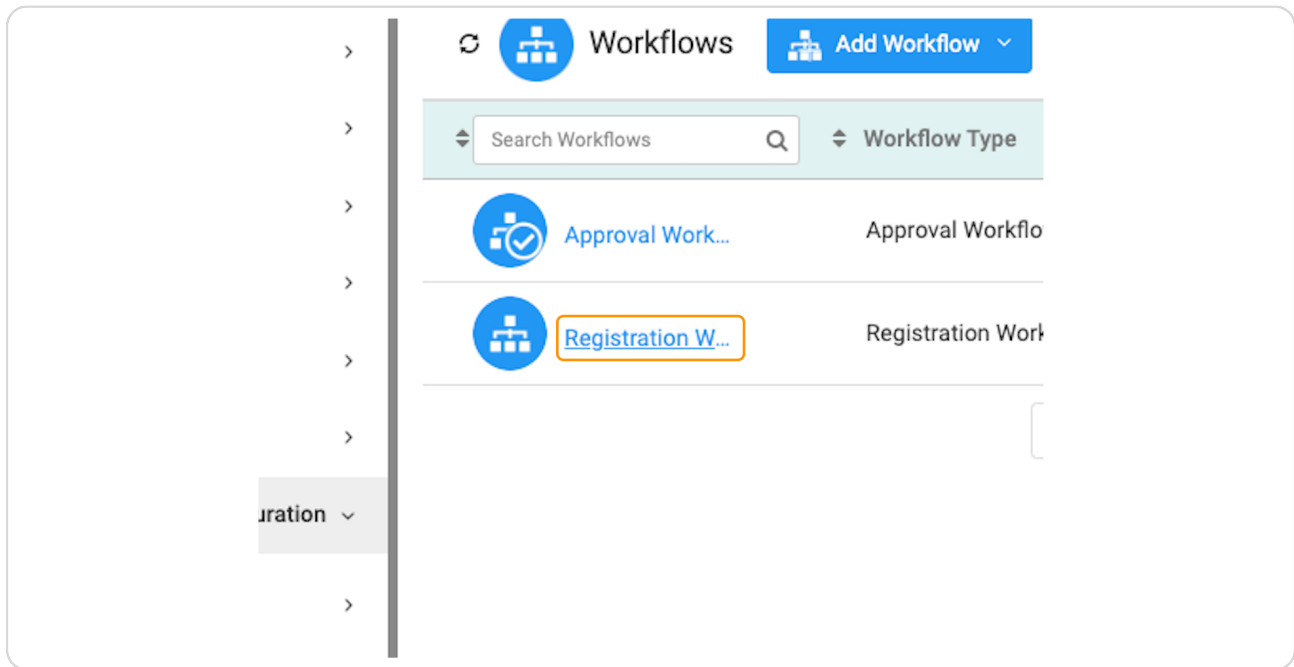 Workflows
Add Workflow
Search Workflows
Workflow Type
Approval Work...
Approval Workflo
Registration W...
Registration Work
uration